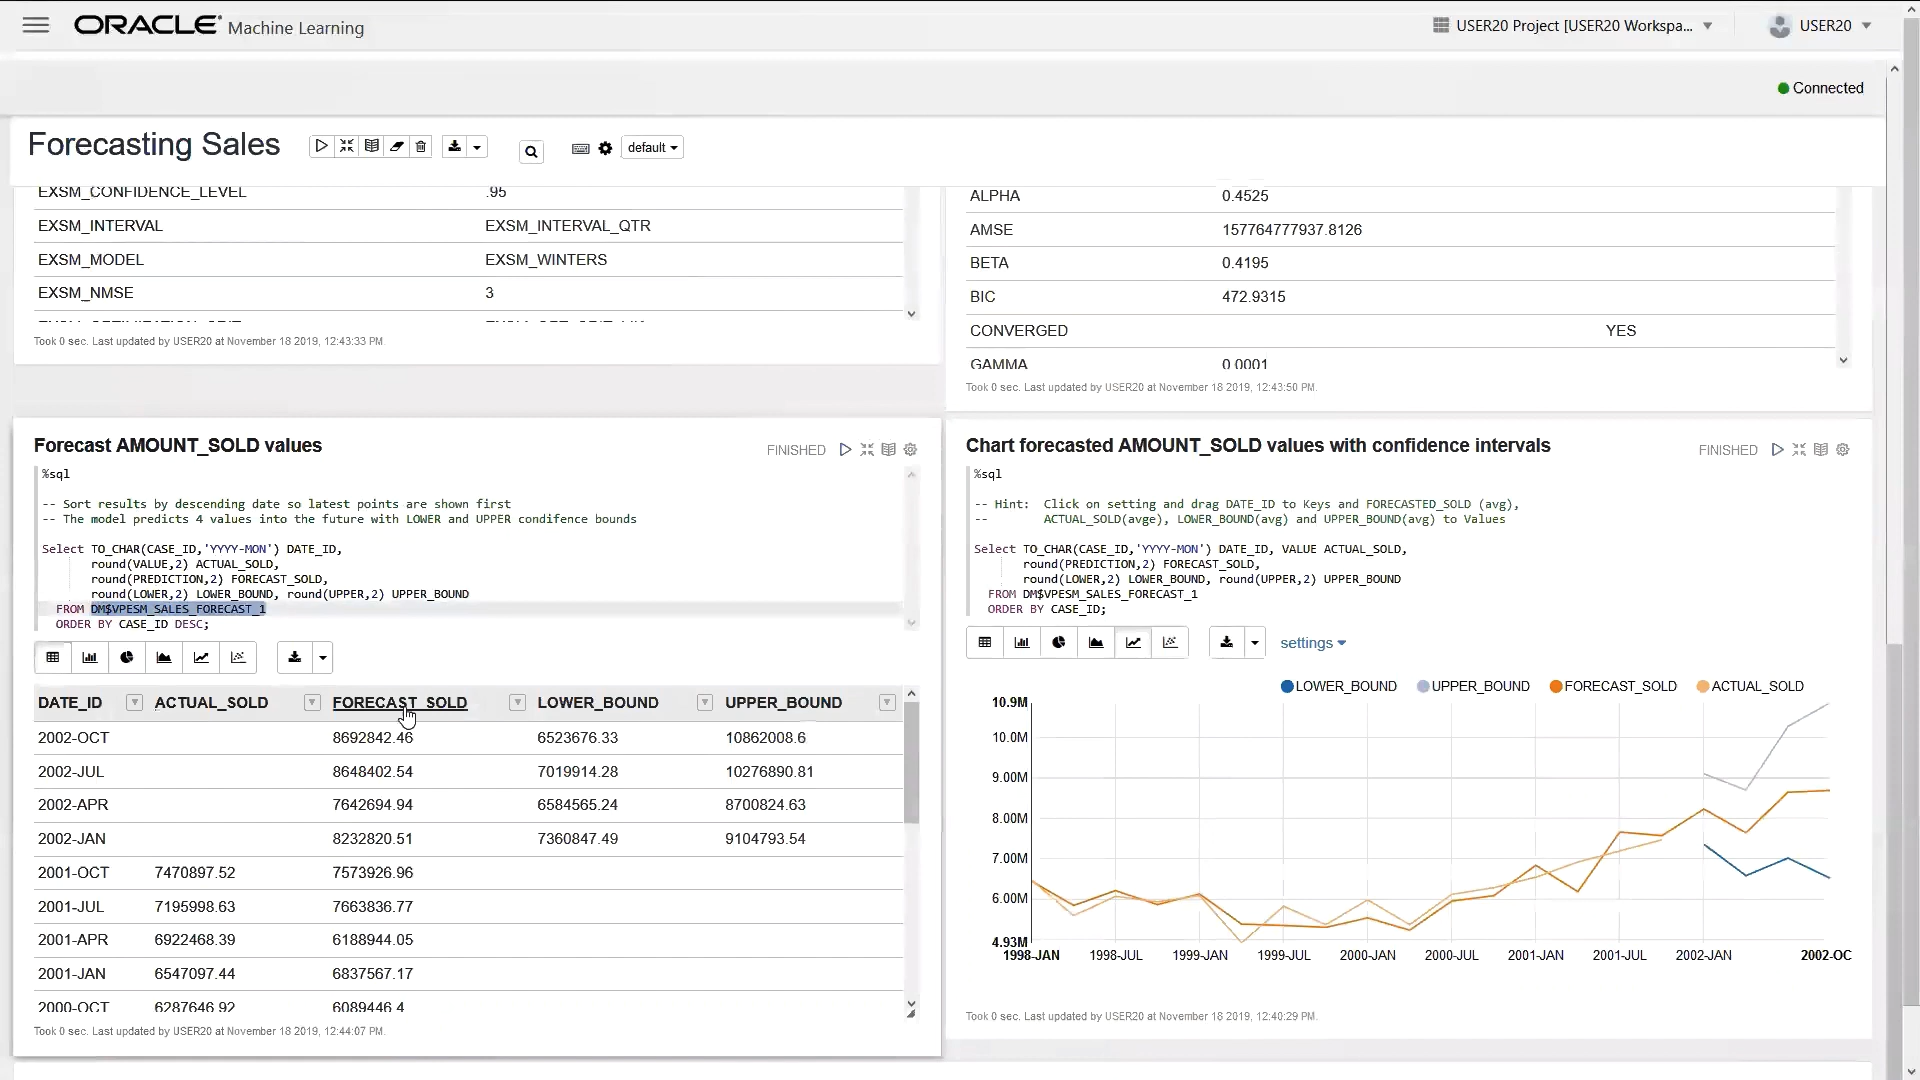 ORACLE Machine Learning
USER20 Project [USER20 Workspa...
USER20
Connected
Forecasting Sales
default
EXSM_CONFIDENCE_LEVEL .95
EXSM_INTERVAL EXSM_INTERVAL_QTR
EXSM_MODEL EXSM_WINTERS
EXSM_NMSE 3
Took 0 sec. Last updated by USER20 at November 18 2019, 12:43:33 PM.
ALPHA 0.4525
AMSE 157764777937.8126
BETA 0.4195
BIC 472.9315
CONVERGED YES
GAMMA 0.0001
Took 0 sec. Last updated by USER20 at November 18 2019, 12:43:50 PM.
Forecast AMOUNT_SOLD values
FINISHED
%sql
-- Sort results by descending date so latest points are shown first
-- The model predicts 4 values into the future with LOWER and UPPER condifence bounds
Select TO_CHAR(CASE_ID,'YYYY-MON') DATE_ID,
round(VALUE,2) ACTUAL_SOLD,
round(PREDICTION,2) FORECAST_SOLD,
round(LOWER,2) LOWER_BOUND, round(UPPER,2) UPPER_BOUND
FROM DM$VPESM_SALES_FORECAST_1
ORDER BY CASE_ID DESC;
DATE_ID ACTUAL_SOLD FORECAST_SOLD LOWER_BOUND UPPER_BOUND
2002-OCT 8692842.46 6523676.33 10862008.6
2002-JUL 8648402.54 7019914.28 10276890.81
2002-APR 7642694.94 6584565.24 8700824.63
2002-JAN 8232820.51 7360847.49 9104793.54
2001-OCT 7470897.52 7573926.96
2001-JUL 7195998.63 7663836.77
2001-APR 6922468.39 6188944.05
2001-JAN 6547097.44 6837567.17
2000-OCT 6287646.92 6089446.4
Took 0 sec. Last updated by USER20 at November 18 2019, 12:44:07 PM.
Chart forecasted AMOUNT_SOLD values with confidence intervals
FINISHED
%sql
-- Hint: Click on setting and drag DATE_ID to Keys and FORECASTED_SOLD (avg),
-- ACTUAL_SOLD(avge), LOWER_BOUND(avg) and UPPER_BOUND(avg) to Values
Select TO_CHAR(CASE_ID,'YYYY-MON') DATE_ID, VALUE ACTUAL_SOLD,
round(PREDICTION,2) FORECAST_SOLD,
round(LOWER,2) LOWER_BOUND, round(UPPER,2) UPPER_BOUND
FROM DM$VPESM_SALES_FORECAST_1
ORDER BY CASE_ID;
settings
LOWER_BOUND UPPER_BOUND FORECAST_SOLD ACTUAL_SOLD
10.9M
10.0M
9.00M
8.00M
7.00M
6.00M
4.93M
1998-JAN 1998-JUL 1999-JAN 1999-JUL 2000-JAN 2000-JUL 2001-JAN 2001-JUL 2002-JAN 2002-OC
Took 0 sec. Last updated by USER20 at November 18 2019, 12:40:29 PM.